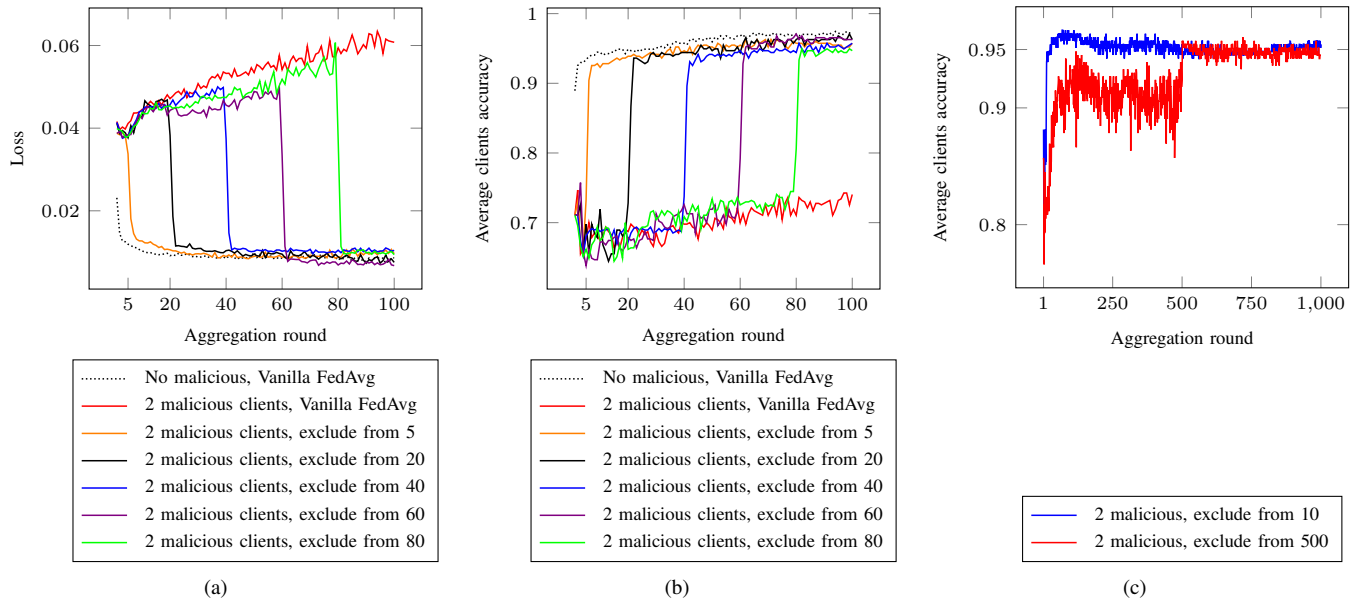 0.06
0.04
0.02
Loss
5 20 40 60 80 100
Aggregation round
No malicious, Vanilla FedAvg
2 malicious clients, Vanilla FedAvg
2 malicious clients, exclude from 5
2 malicious clients, exclude from 20
2 malicious clients, exclude from 40
2 malicious clients, exclude from 60
2 malicious clients, exclude from 80
(a)
1
0.9
0.8
0.7
Average clients accuracy
5 20 40 60 80 100
Aggregation round
No malicious, Vanilla FedAvg
2 malicious clients, Vanilla FedAvg
2 malicious clients, exclude from 5
2 malicious clients, exclude from 20
2 malicious clients, exclude from 40
2 malicious clients, exclude from 60
2 malicious clients, exclude from 80
(b)
0.95
0.9
0.8
Average clients accuracy
1 250 500 750 1,000
Aggregation round
2 malicious, exclude from 10
2 malicious, exclude from 500
(c)